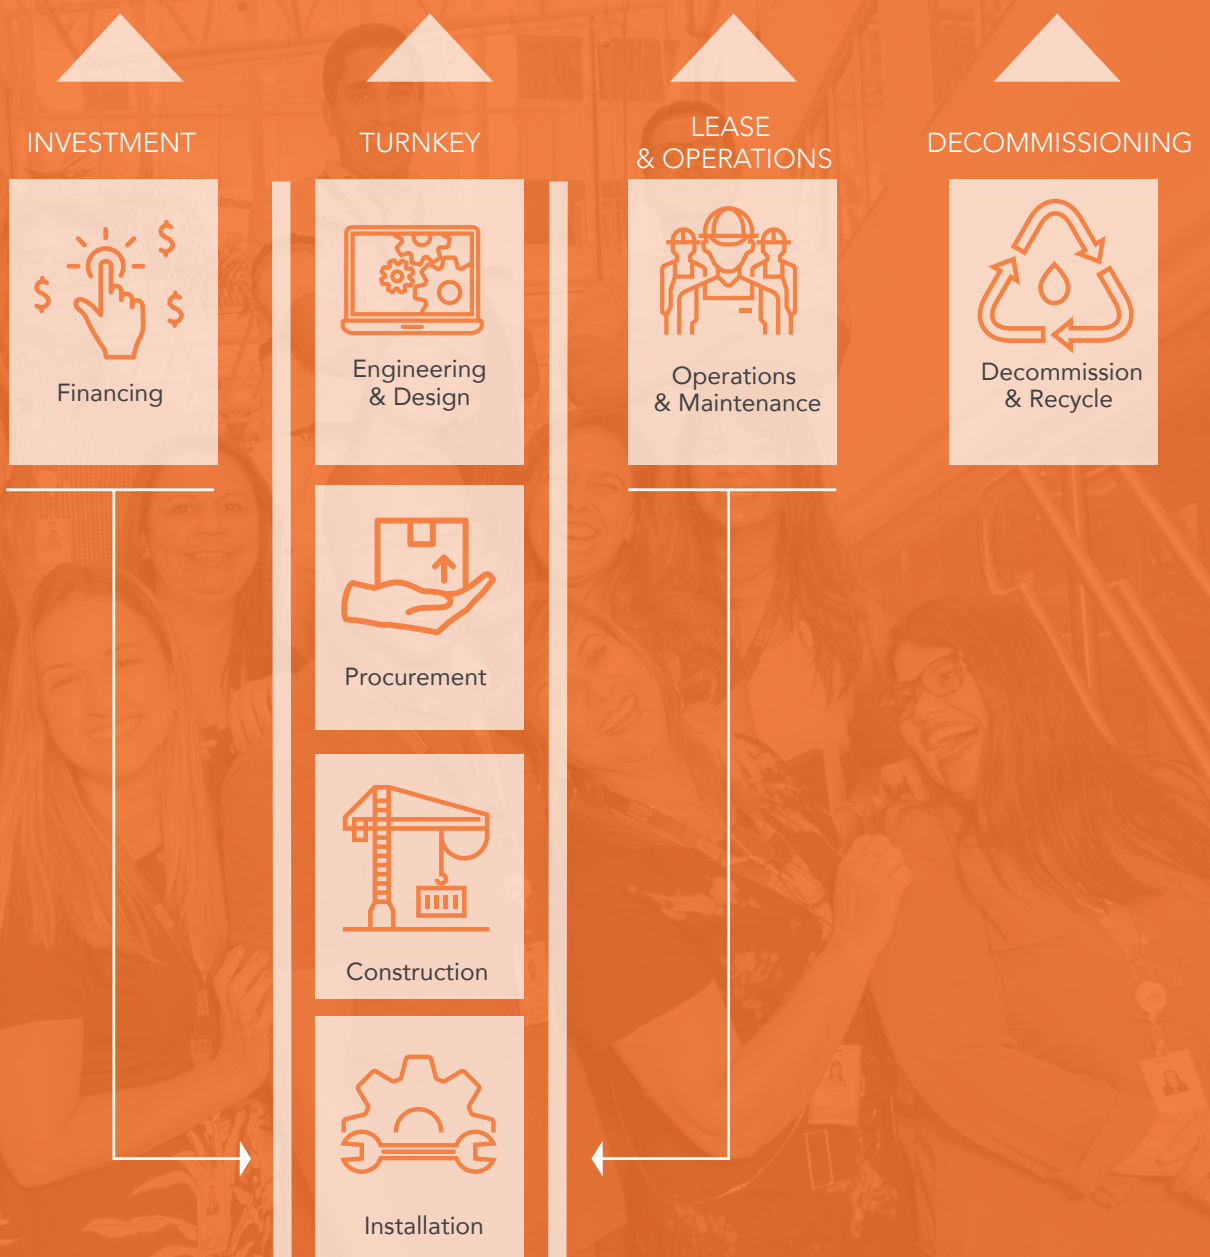 INVESTMENT
TURNKEY
LEASE
& OPERATIONS
DECOMMISSIONING
Financing
Engineering
& Design
Operations
& Maintenance
Decommission
& Recycle
Procurement
Construction
Installation